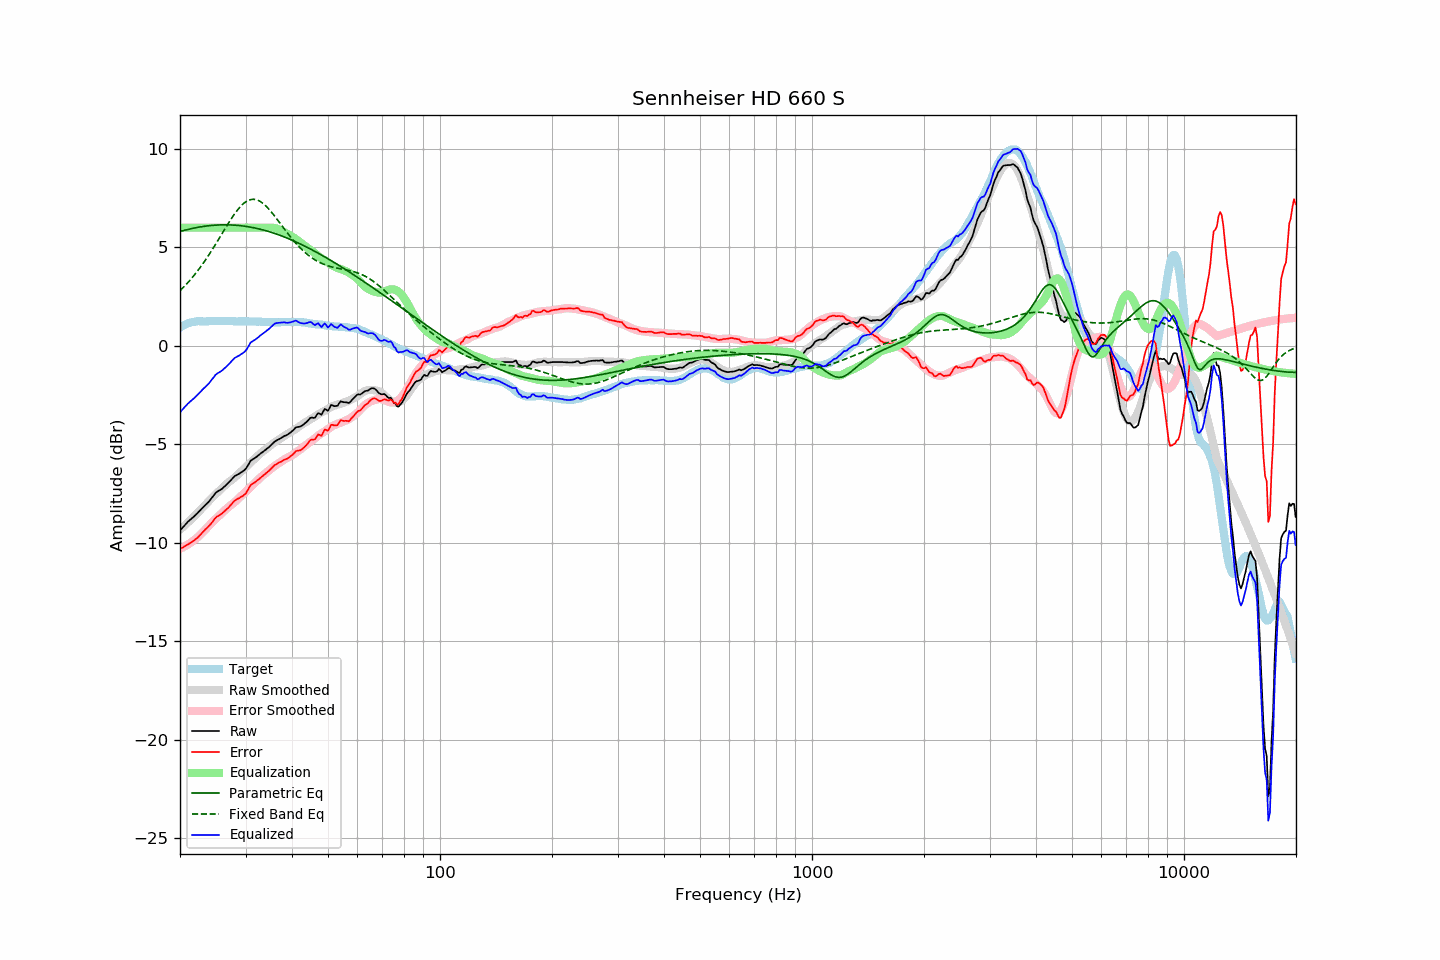 Sennheiser HD 660 S
10
5
0
−5
−10
−15
−20
−25
Amplitude (dBr)
Target
Raw Smoothed
Error Smoothed
Raw
Error
Equalization
Parametric Eq
Fixed Band Eq
Equalized
100 1000 10000
Frequency (Hz)